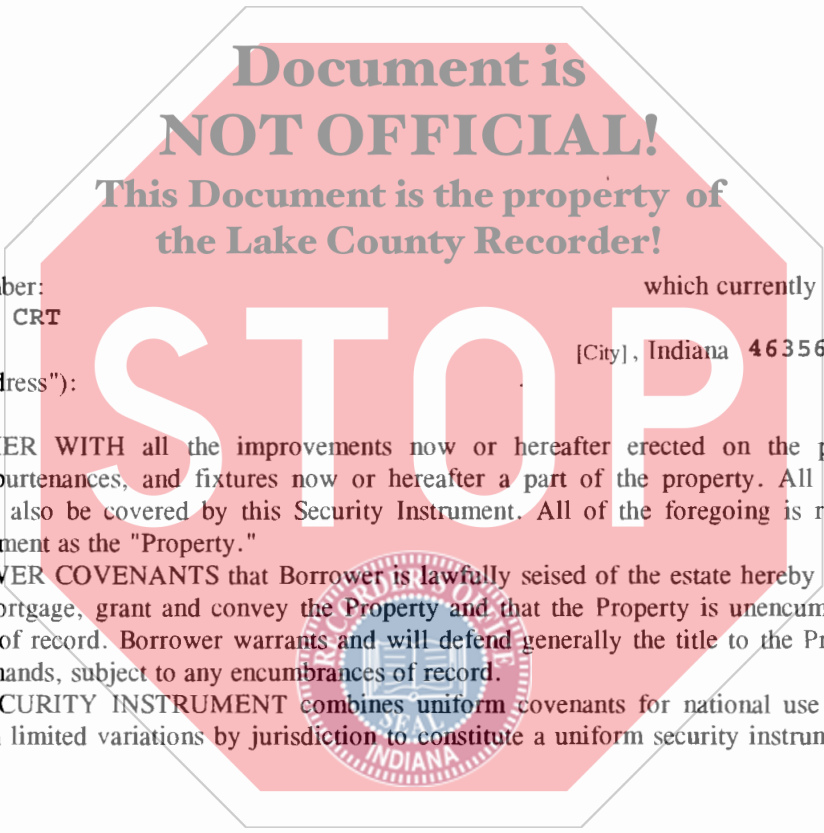 Document is
NOT OFFICIAL!
This Document is the property of
the Lake County Recorder!
ber: which currently
CRT
[City], Indiana 46356
dress"):
STOP
ER WITH all the improvements now or hereafter erected on the p
purtenances, and fixtures now or hereafter a part of the property. All
also be covered by this Security Instrument. All of the foregoing is r
ment as the "Property."
VER COVENANTS that Borrower is lawfully seised of the estate hereby
ortgage, grant and convey the Property and that the Property is unencum
of record. Borrower warrants and will defend generally the title to the Pr
nands, subject to any encumbrances of record.
CURITY INSTRUMENT combines uniform covenants for national use
limited variations by jurisdiction to constitute a uniform security instrum
RECORDER'S OFFICE
SEAL
INDIANA